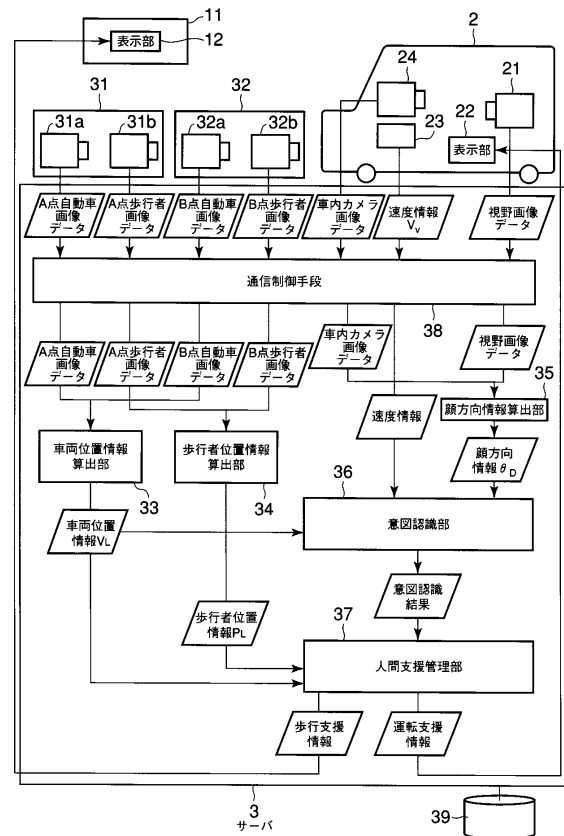 11
表示部
12
2
31
31a
31b
32
32a
32b
24
23
22
表示部
21
A点自動車
画像
データ
A点歩行者
画像
データ
B点自動車
画像
データ
B点歩行者
画像
データ
車内カメラ
画像
データ
速度情報
Vv
視野画像
データ
通信制御手段
38
A点自動車
画像
データ
A点歩行者
画像
データ
B点自動車
画像
データ
B点歩行者
画像
データ
車内カメラ
画像
データ
視野画像
データ
35
顔方向情報算出部
速度情報
顔方向
情報θD
車両位置情報
算出部
33
歩行者位置情報
算出部
34
36
意図認識部
車両位置
情報VL
意図認識
結果
歩行者位置
情報PL
37
人間支援管理部
歩行支援
情報
運転支援
情報
3
サーバ
39